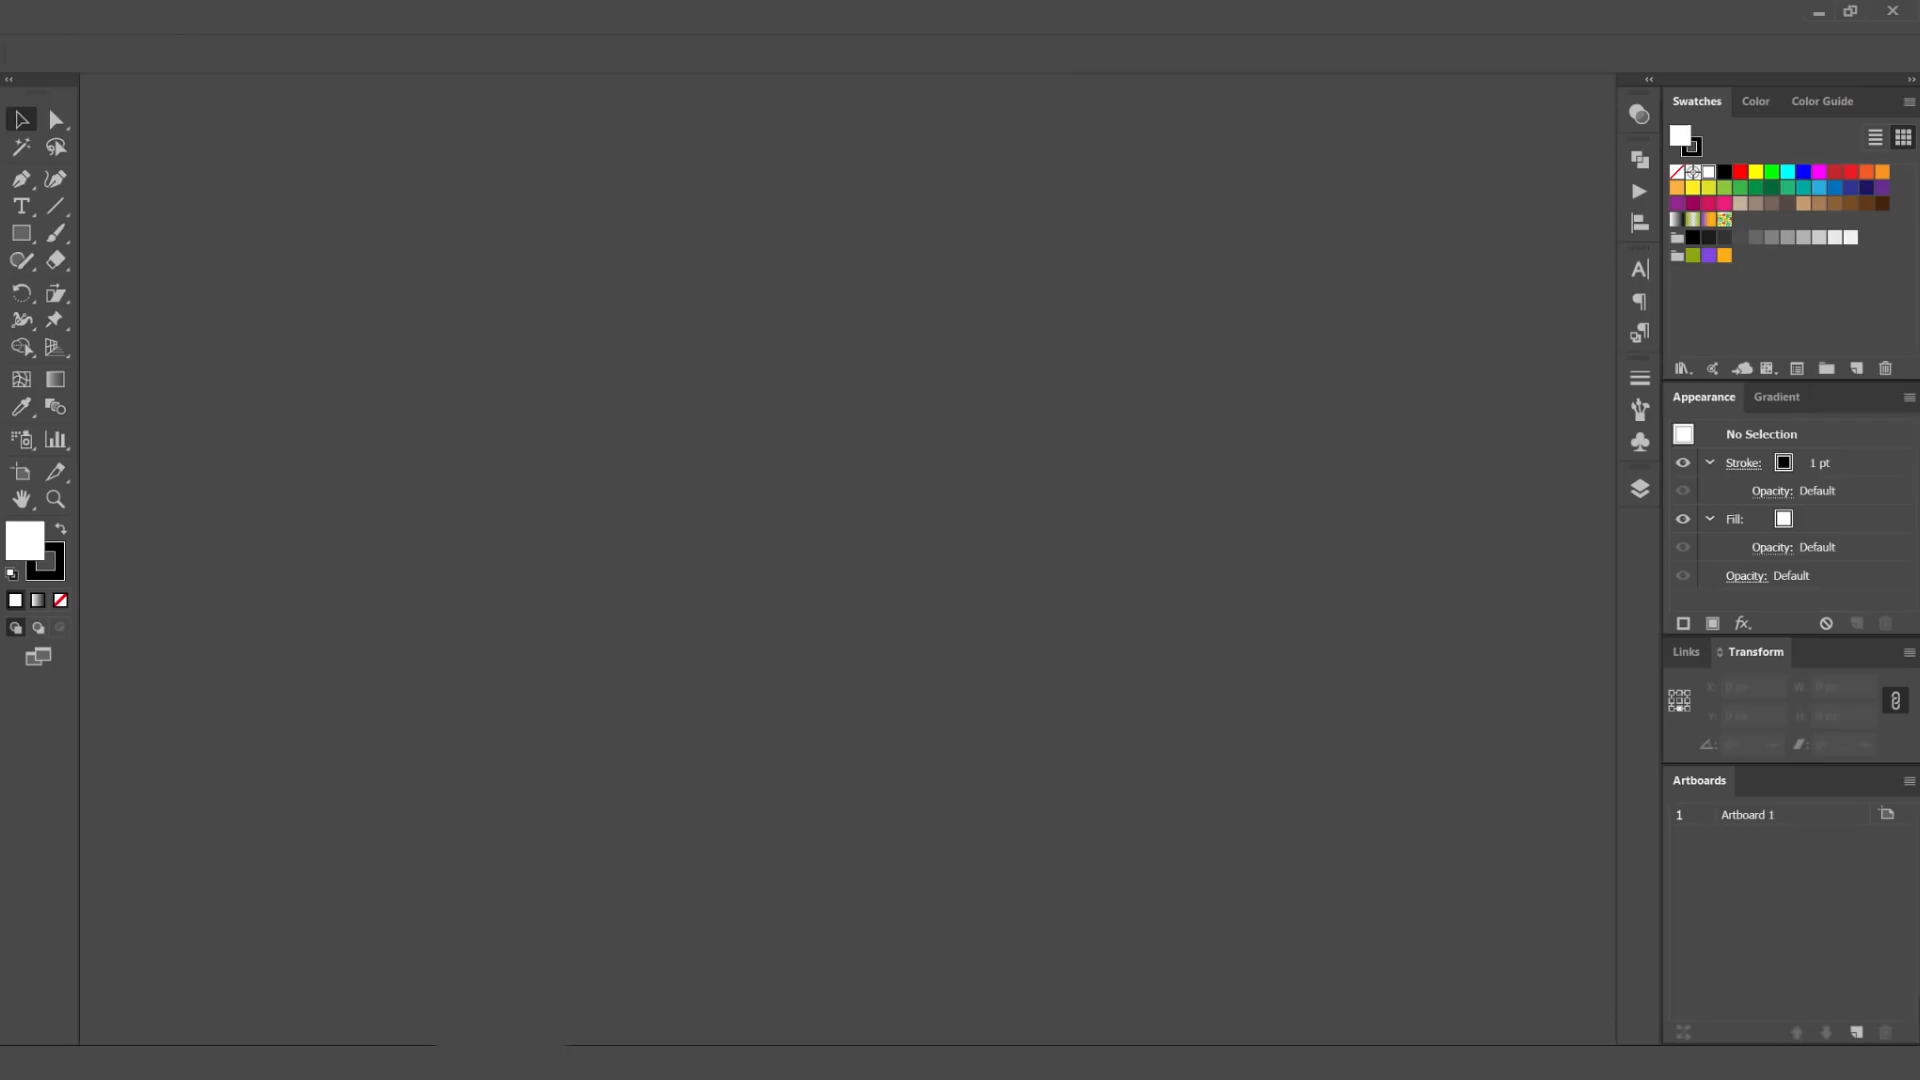 Swatches Color Color Guide
Appearance Gradient
No Selection
Stroke: 1 pt
Opacity: Default
Fill:
Opacity: Default
Opacity: Default
fx
Links Transform
X: W:
Y: H:
Artboards
1 Artboard 1